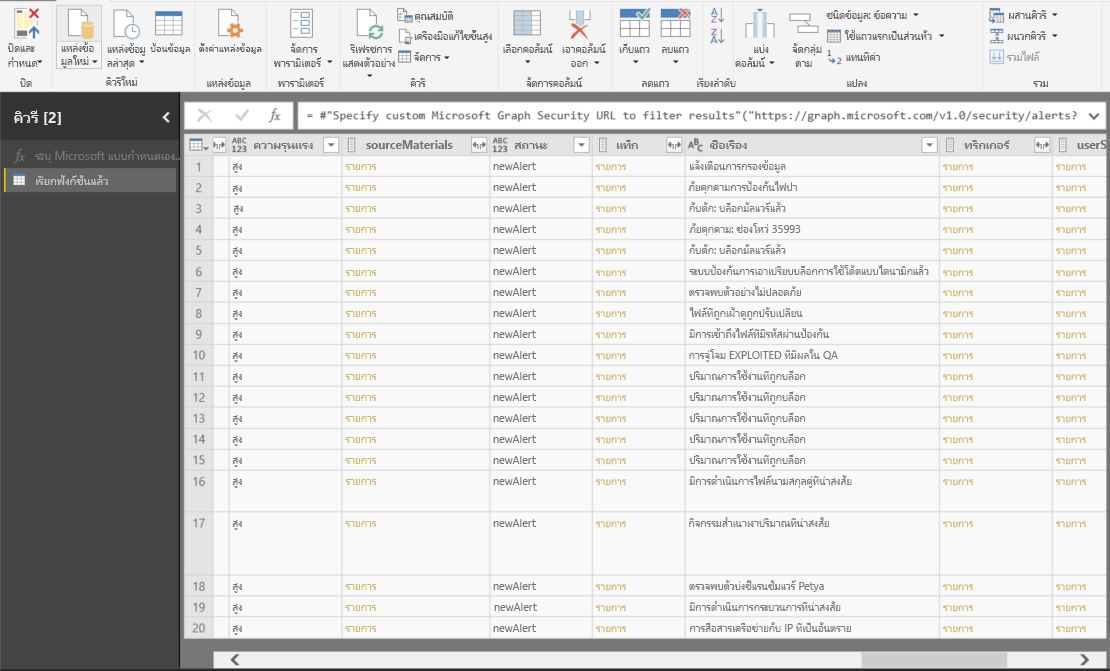 ปิดและ
กำหนด
ปิด
แหล่งข้อ
มูลใหม่
แหล่งข้อมู
ล่าสุด
ป้อนข้อมูล
คิวรีใหม่
ตั้งค่าแหล่งข้อมูล
แหล่งข้อมูล
จัดการ
พารามิเตอร์
พารามิเตอร์
รีเฟรชการ
แสดงตัวอย่าง
คุณสมบัติ
เครื่องมือแก้ไขขั้นสูง
จัดการ
คิวรี
เลือกคอลัมน์
เอาคอลัมน์
ออก
จัดการคอลัมน์
เก็บแถว
ลบแถว
ลดแถว
เรียงลำดับ
แบ่ง
คอลัมน์
จัดกลุ่ม
ตาม
ชนิดข้อมูล: ข้อความ
ใช้แถวแรกเป็นส่วนหัว
แทนที่ค่า
แปลง
ผสานคิวรี
ผนวกคิวรี
รวมไฟล์
รวม
คิวรี [2]
fx ระบุ Microsoft แบบกำหนดเอง...
เรียกฟังก์ชันแล้ว
fx = #"Specify custom Microsoft Graph Security URL to filter results"("https://graph.microsoft.com/v1.0/security/alerts?
ABC 123 ความรุนแรง sourceMaterials ABC 123 สถานะ แท็ก ABC ชื่อเรื่อง ทริกเกอร์ userS
1 สูง รายการ newAlert รายการ แจ้งเตือนการกรองข้อมูล รายการ รายการ
2 สูง รายการ newAlert รายการ ภัยคุกคามการป้องกันไฟปา รายการ รายการ
3 สูง รายการ newAlert รายการ กับดัก: บล็อกมัลแวร์แล้ว รายการ รายการ
4 สูง รายการ newAlert รายการ ภัยคุกคาม: ช่องโหว่ 35993 รายการ รายการ
5 สูง รายการ newAlert รายการ กับดัก: บล็อกมัลแวร์แล้ว รายการ รายการ
6 สูง รายการ newAlert รายการ ระบบป้องกันการเอาเปรียบบล็อกการใช้โค้ดแบบไดนามิกแล้ว รายการ รายการ
7 สูง รายการ newAlert รายการ ตรวจพบตัวอย่างไม่ปลอดภัย รายการ รายการ
8 สูง รายการ newAlert รายการ ไฟล์ที่ถูกเฝ้าดูถูกปรับเปลี่ยน รายการ รายการ
9 สูง รายการ newAlert รายการ มีการเข้าถึงไฟล์ที่มีรหัสผ่านป้องกัน รายการ รายการ
10 สูง รายการ newAlert รายการ การจู่โจม EXPLOITED ที่มีผลใน QA รายการ รายการ
11 สูง รายการ newAlert รายการ ปริมาณการใช้งานที่ถูกบล็อก รายการ รายการ
12 สูง รายการ newAlert รายการ ปริมาณการใช้งานที่ถูกบล็อก รายการ รายการ
13 สูง รายการ newAlert รายการ ปริมาณการใช้งานที่ถูกบล็อก รายการ รายการ
14 สูง รายการ newAlert รายการ ปริมาณการใช้งานที่ถูกบล็อก รายการ รายการ
15 สูง รายการ newAlert รายการ ปริมาณการใช้งานที่ถูกบล็อก รายการ รายการ
16 สูง รายการ newAlert รายการ มีการดำเนินการไฟล์นามสกุลคู่ที่น่าสงสัย รายการ รายการ
17 สูง รายการ newAlert รายการ กิจกรรมสำเนาเงาปริมาณที่น่าสงสัย รายการ รายการ
18 สูง รายการ newAlert รายการ ตรวจพบตัวบ่งชี้แรนซัมแวร์ Petya รายการ รายการ
19 สูง รายการ newAlert รายการ มีการดำเนินการกระบวนการที่น่าสงสัย รายการ รายการ
20 สูง รายการ newAlert รายการ การสื่อสารเครือข่ายกับ IP ที่เป็นอันตราย รายการ รายการ